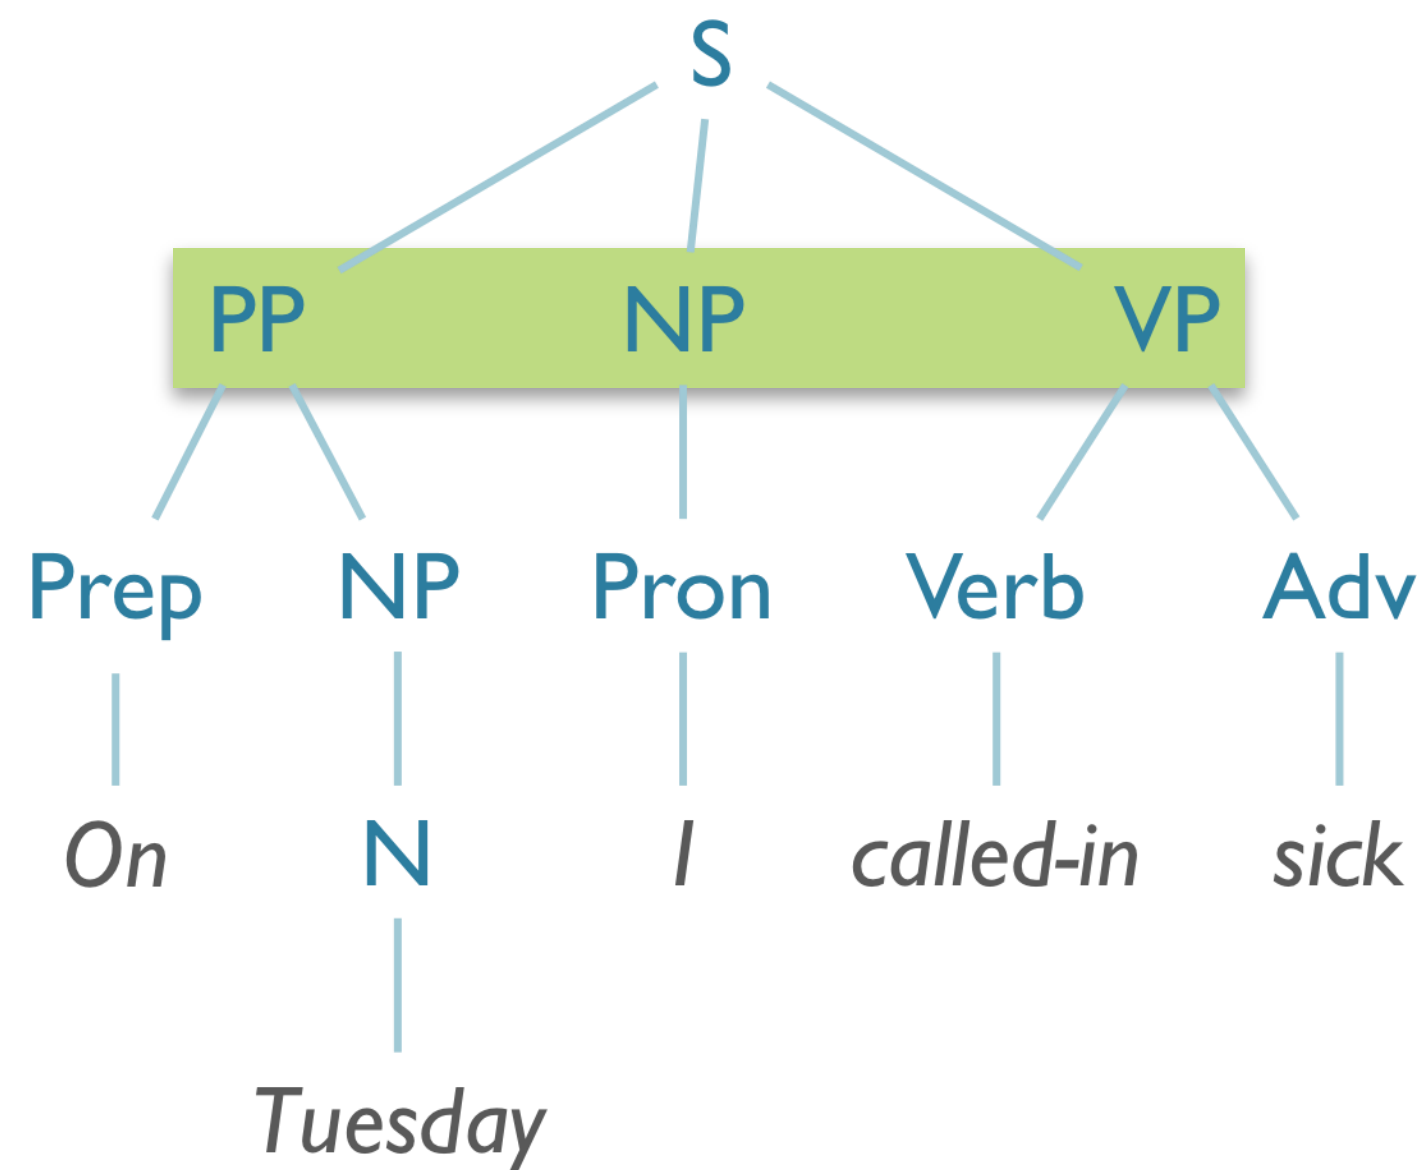 S
PP NP VP
Prep NP Pron Verb Adv
On N I called-in sick
Tuesday